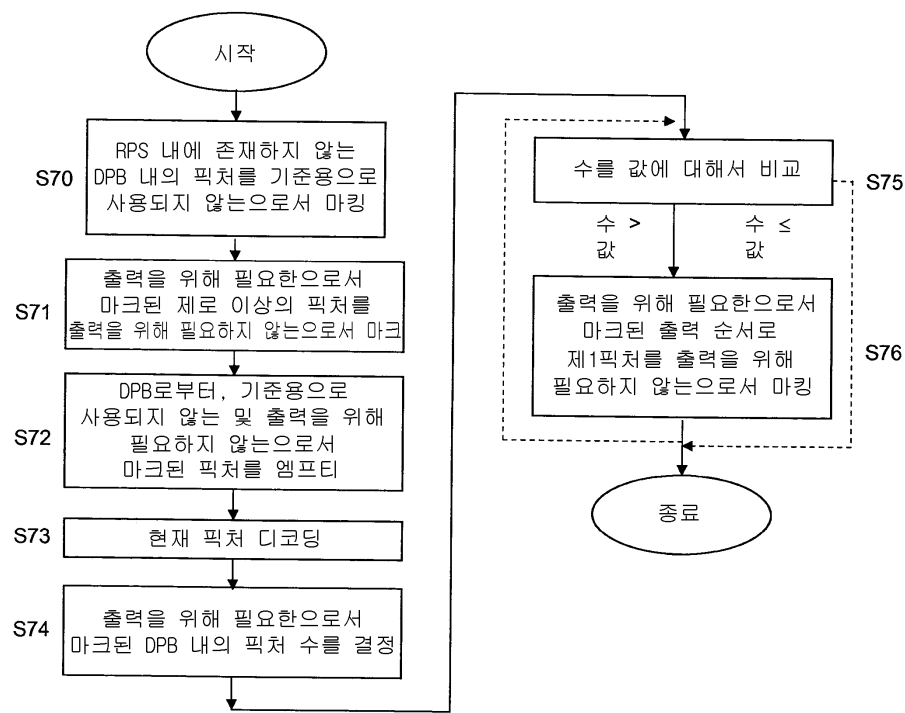 시작
S70
RPS 내에 존재하지 않는
DPB 내의 픽처를 기준용으로
사용되지 않는으로서 마킹
S71
출력을 위해 필요한으로서
마크된 제로 이상의 픽처를
출력을 위해 필요하지 않는으로서 마크
S72
DPB로부터, 기준용으로
사용되지 않는 및 출력을 위해
필요하지 않는으로서
마크된 픽처를 엠프티
S73
현재 픽처 디코딩
S74
출력을 위해 필요한으로서
마크된 DPB 내의 픽처 수를 결정
수를 값에 대해서 비교
S75
수 >
값
수 ≤
값
출력을 위해 필요한으로서
마크된 출력 순서로
제1픽처를 출력을 위해
필요하지 않는으로서 마킹
S76
종료